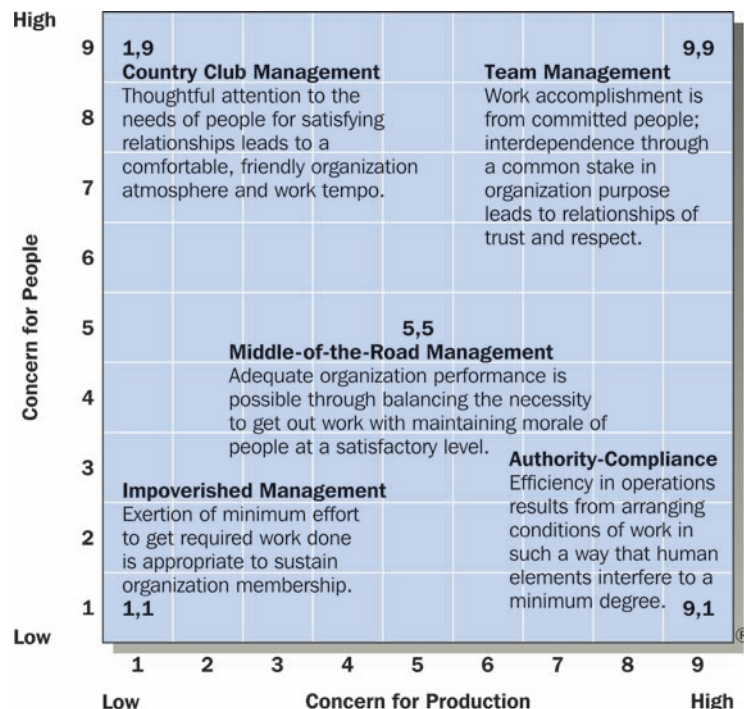 High
9
1,9
Country Club Management
Thoughtful attention to the
needs of people for satisfying
relationships leads to a
comfortable, friendly organization
atmosphere and work tempo.
9,9
Team Management
Work accomplishment is
from committed people;
interdependence through
a common stake in
organization purpose
leads to relationships of
trust and respect.
8
7
6
Concern for People
5
5,5
Middle-of-the-Road Management
Adequate organization performance is
possible through balancing the necessity
to get out work with maintaining morale of
people at a satisfactory level.
4
3
Impoverished Management
Exertion of minimum effort
to get required work done
is appropriate to sustain
organization membership.
1,1
Authority-Compliance
Efficiency in operations
results from arranging
conditions of work in
such a way that human
elements interfere to a
minimum degree.
9,1
2
1
Low
®
1 2 3 4 5 6 7 8 9
Low Concern for Production High